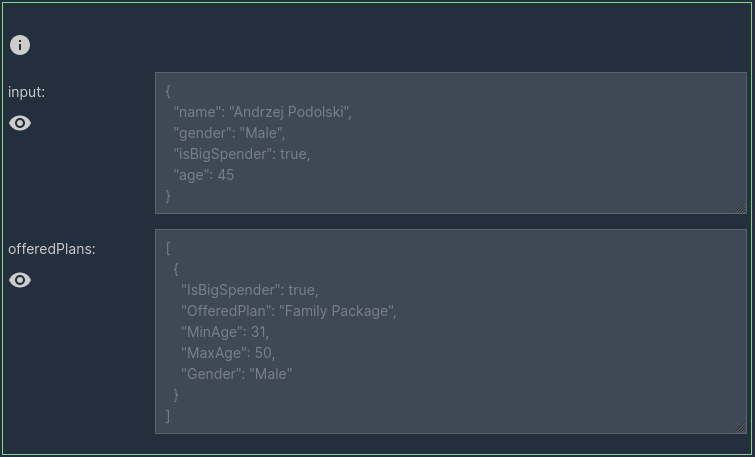 input:
{
  "name": "Andrzej Podolski",
  "gender": "Male",
  "isBigSpender": true,
  "age": 45
}
offeredPlans:
[
  {
    "IsBigSpender": true,
    "OfferedPlan": "Family Package",
    "MinAge": 31,
    "MaxAge": 50,
    "Gender": "Male"
  }
]